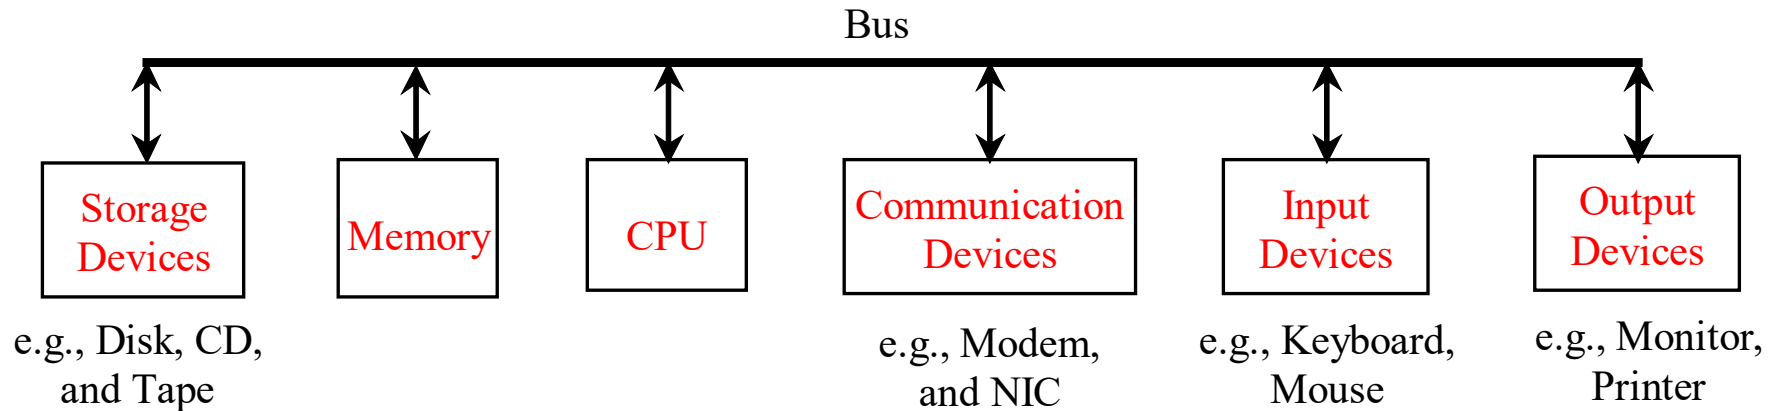 Bus
Storage
Devices
Memory
CPU
Communication
Devices
Input
Devices
Output
Devices
e.g., Disk, CD,
and Tape
e.g., Modem,
and NIC
e.g., Keyboard,
Mouse
e.g., Monitor,
Printer